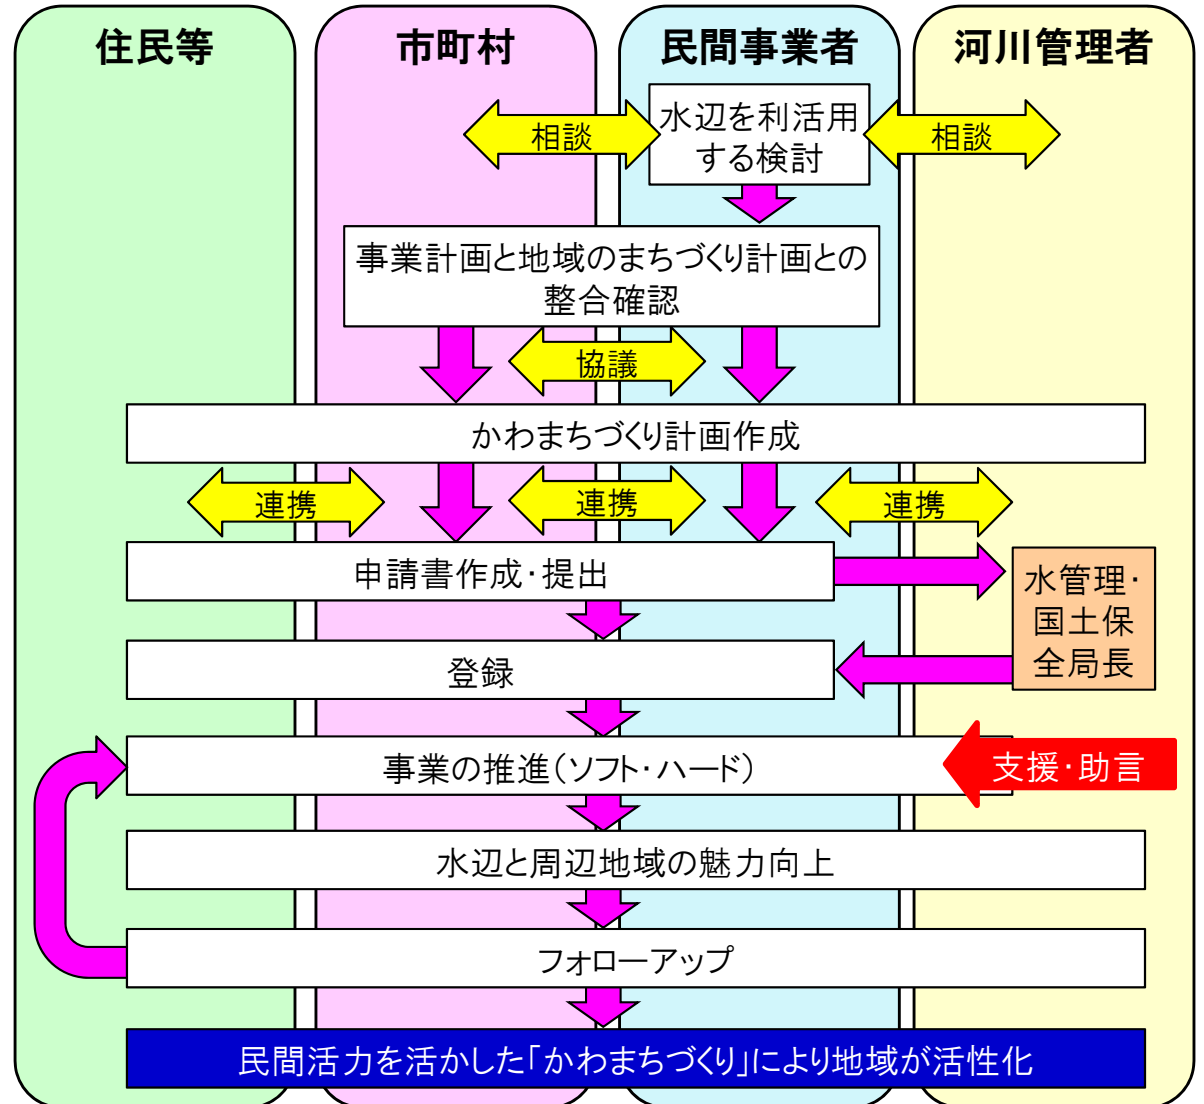 住民等
市町村
民間事業者
河川管理者
相談
水辺を利活用
する検討
相談
事業計画と地域のまちづくり計画との
整合確認
協議
かわまちづくり計画作成
連携
連携
連携
申請書作成・提出
水管理・
国土保
全局長
登録
事業の推進（ソフト・ハード）
支援・助言
水辺と周辺地域の魅力向上
フォローアップ
民間活力を活かした「かわまちづくり」により地域が活性化